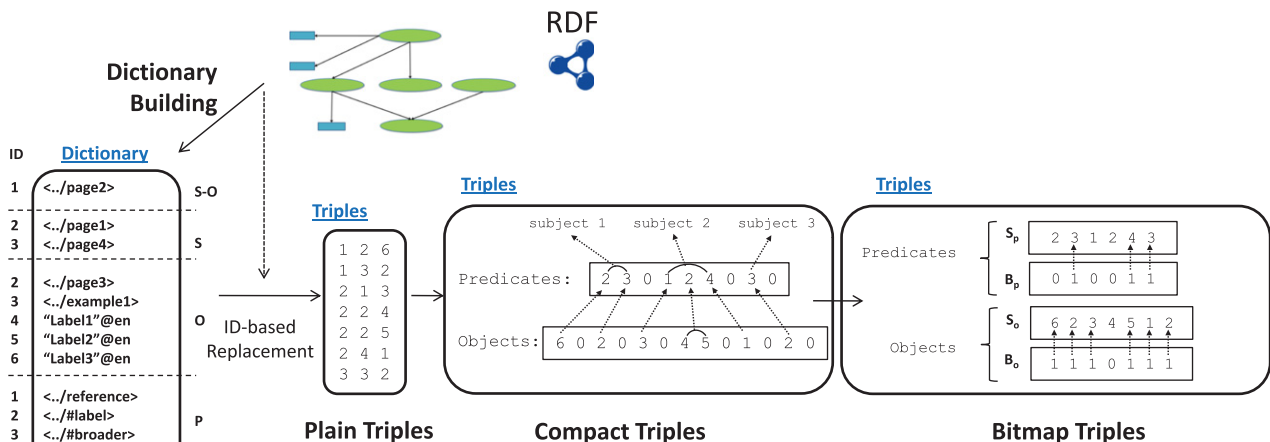 RDF
Dictionary
Building
ID
Dictionary
1 <../page2> S-O
2 <../page1>
3 <../page4> S
2 <../page3>
3 <../example1>
4 “Label1”@en O
5 “Label2”@en
6 “Label3”@en
1 <../reference>
2 <../#label> P
3 <../#broader>
ID-based
Replacement
Triples
1 2 6
1 3 2
2 1 3
2 2 4
2 2 5
2 4 1
3 3 2
Plain Triples
Triples
subject 1 subject 2 subject 3
Predicates: 2 3 0 1 2 4 0 3 0
Objects: 6 0 2 0 3 0 4 5 0 1 0 2 0
Compact Triples
Triples
Predicates
Sp 2 3 1 2 4 3
Bp 0 1 0 0 1 1
Objects
So 6 2 3 4 5 1 2
Bo 1 1 1 0 1 1 1
Bitmap Triples